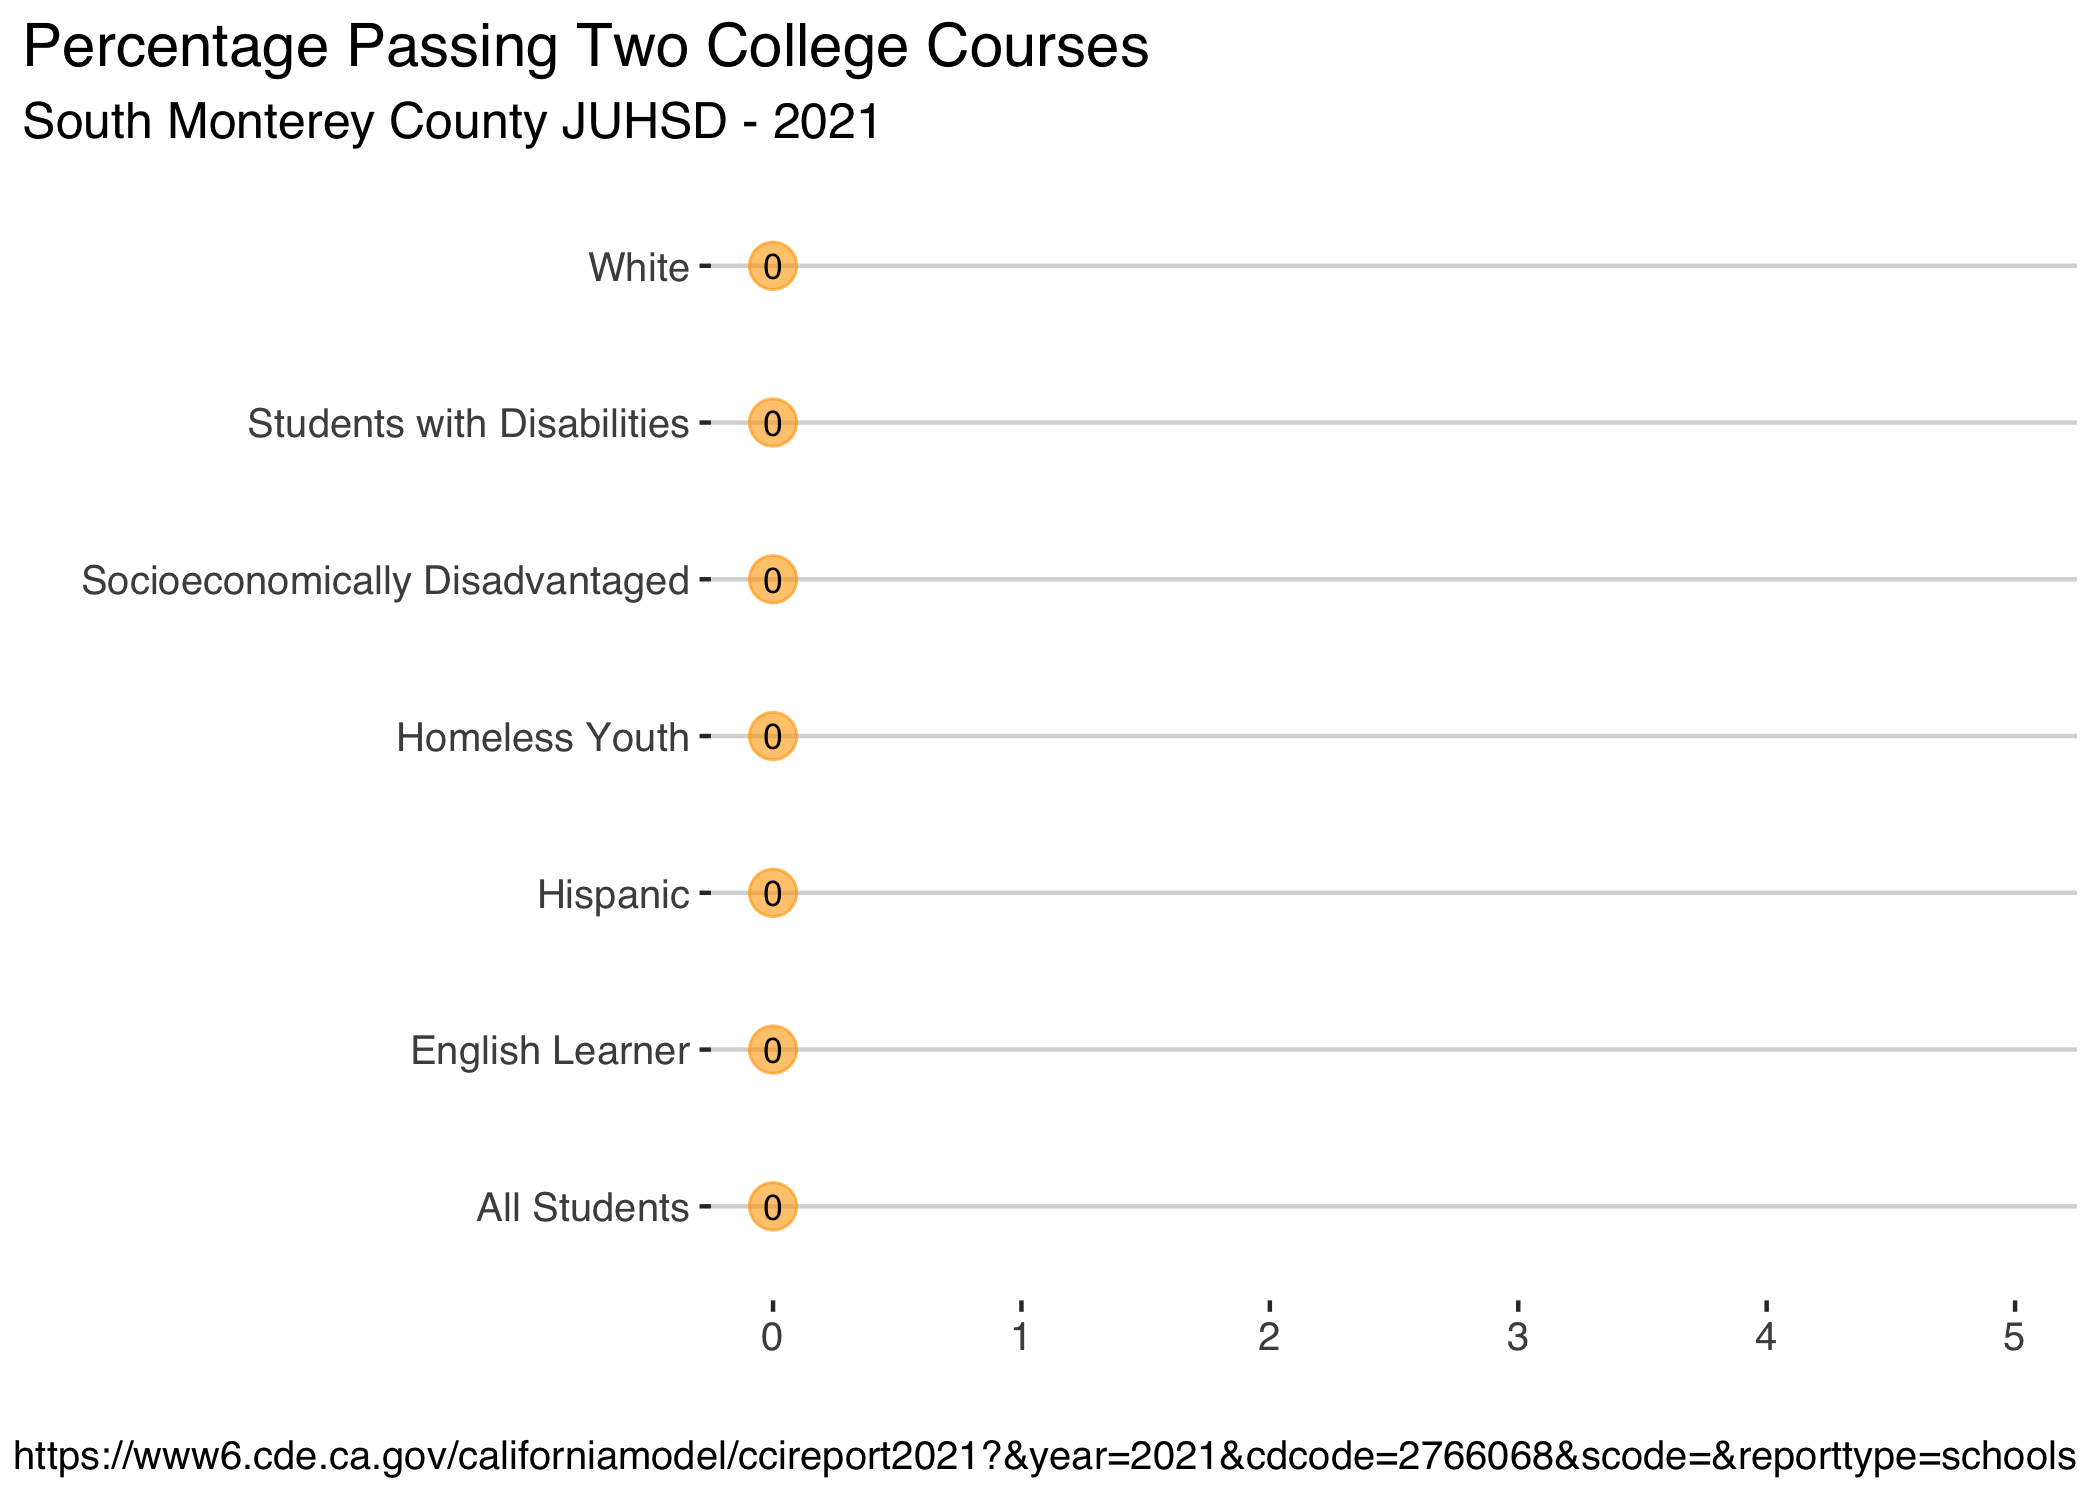 Percentage Passing Two College Courses
South Monterey County JUHSD - 2021
White 0
Students with Disabilities 0
Socioeconomically Disadvantaged 0
Homeless Youth 0
Hispanic 0
English Learner 0
All Students 0
0 1 2 3 4 5
https://www6.cde.ca.gov/californiamodel/ccireport2021?&year=2021&cdcode=2766068&scode=&reporttype=schools